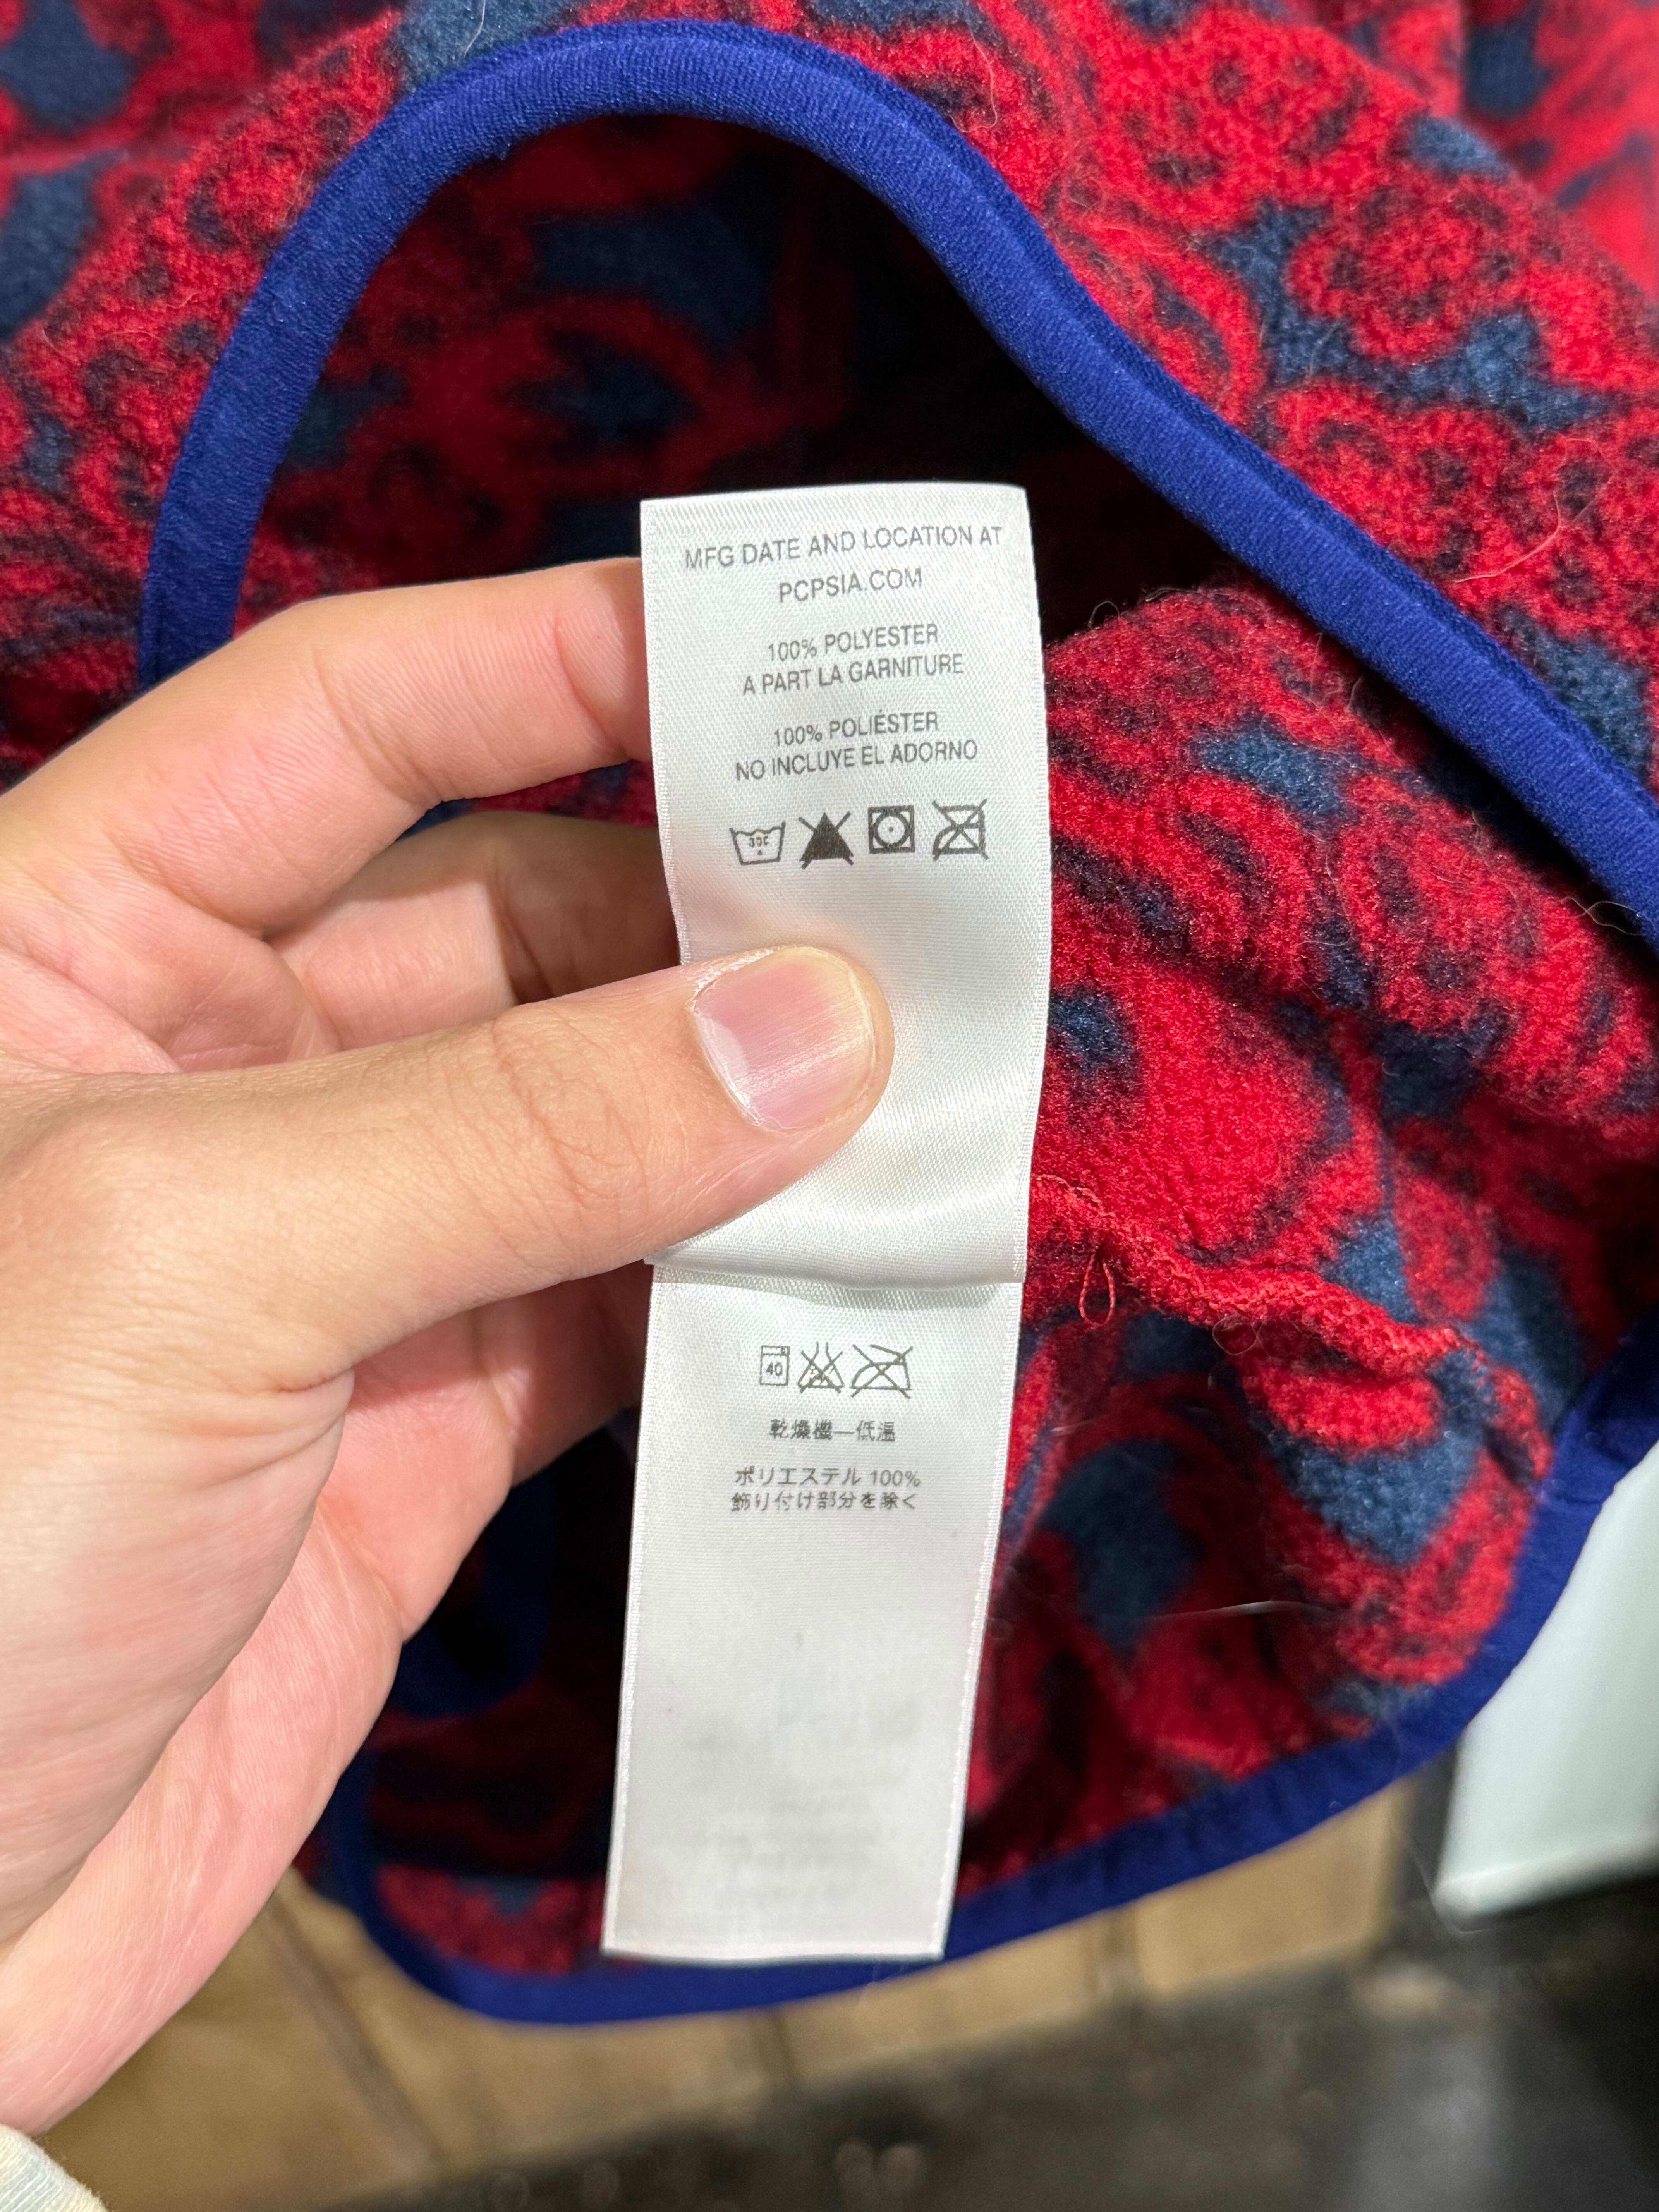 MFG DATE AND LOCATION AT
PCPSIA.COM
100% POLYESTER
A PART LA GARNITURE
100% POLIÉSTER
NO INCLUYE EL ADORNO
30C
40
乾燥機—低温
ポリエステル 100%
飾り付け部分を除く